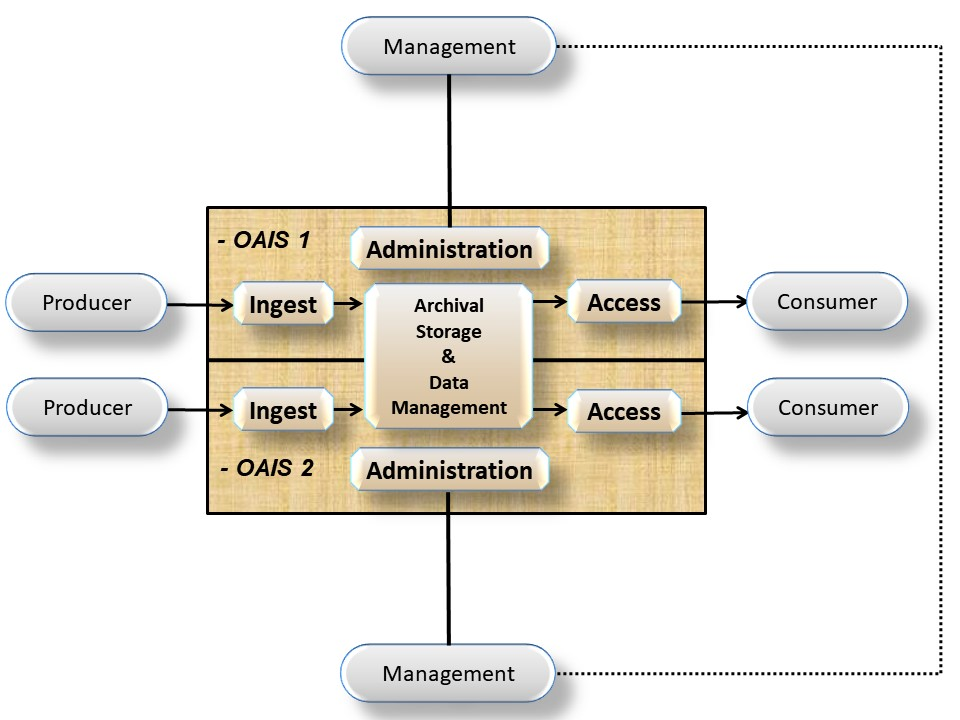 Management
- OAIS 1
Administration
Producer
Ingest
Archival
Storage
&
Data
Management
Access
Consumer
Producer
Ingest
Access
Consumer
- OAIS 2
Administration
Management